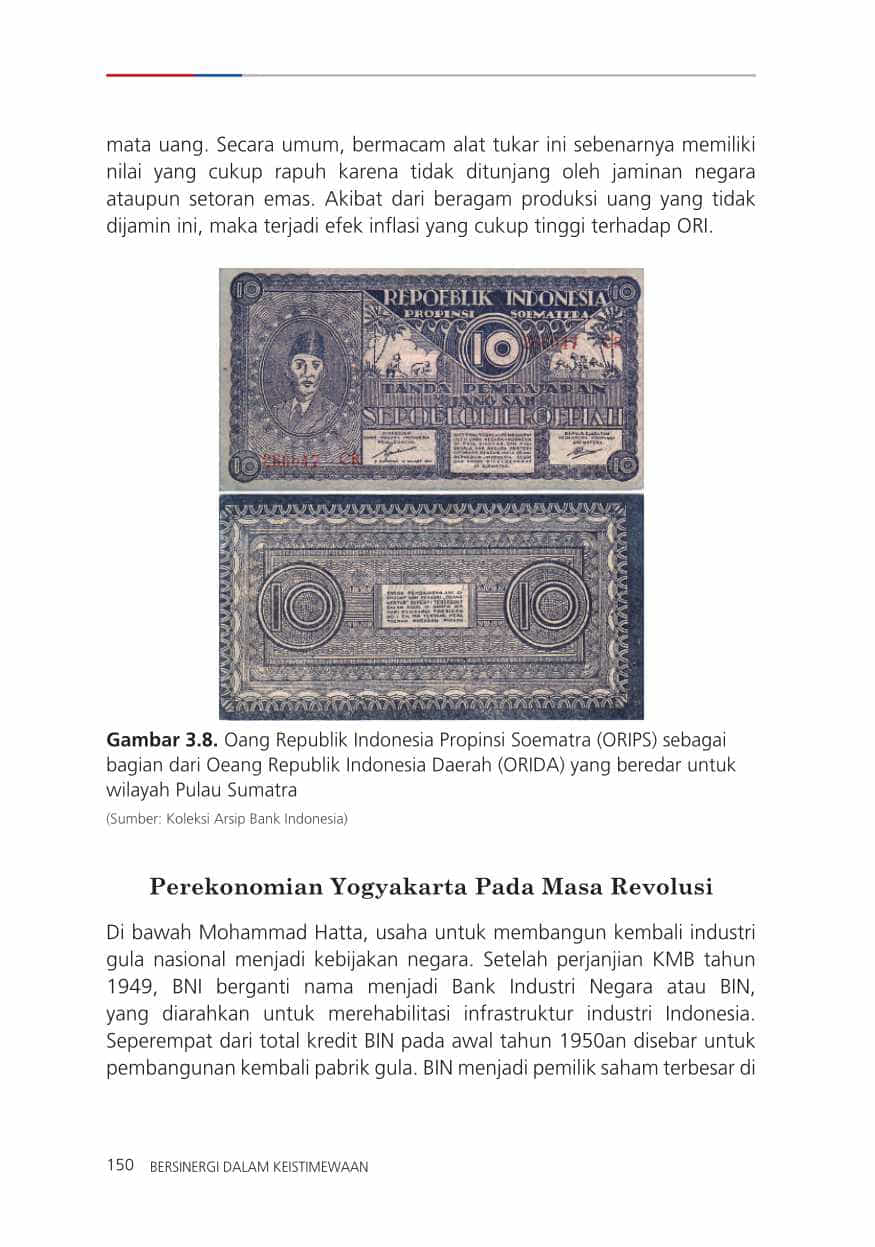 mata uang. Secara umum, bermacam alat tukar ini sebenarnya memiliki
nilai yang cukup rapuh karena tidak ditunjang oleh jaminan negara
ataupun setoran emas. Akibat dari beragam produksi uang yang tidak
dijamin ini, maka terjadi efek inflasi yang cukup tinggi terhadap ORI.
10
10
REPOEBLIK INDONESIA
PROPINSI SOEMATERA
10
TANDA PEMBAJARAN
JANG SAH
SEPOELOEH ROEPIAH
10
10
10
10
Gambar 3.8. Oang Republik Indonesia Propinsi Soematra (ORIPS) sebagai
bagian dari Oeang Republik Indonesia Daerah (ORIDA) yang beredar untuk
wilayah Pulau Sumatra
(Sumber: Koleksi Arsip Bank Indonesia)
Perekonomian Yogyakarta Pada Masa Revolusi
Di bawah Mohammad Hatta, usaha untuk membangun kembali industri
gula nasional menjadi kebijakan negara. Setelah perjanjian KMB tahun
1949, BNI berganti nama menjadi Bank Industri Negara atau BIN,
yang diarahkan untuk merehabilitasi infrastruktur industri Indonesia.
Seperempat dari total kredit BIN pada awal tahun 1950an disebar untuk
pembangunan kembali pabrik gula. BIN menjadi pemilik saham terbesar di
150 BERSINERGI DALAM KEISTIMEWAAN